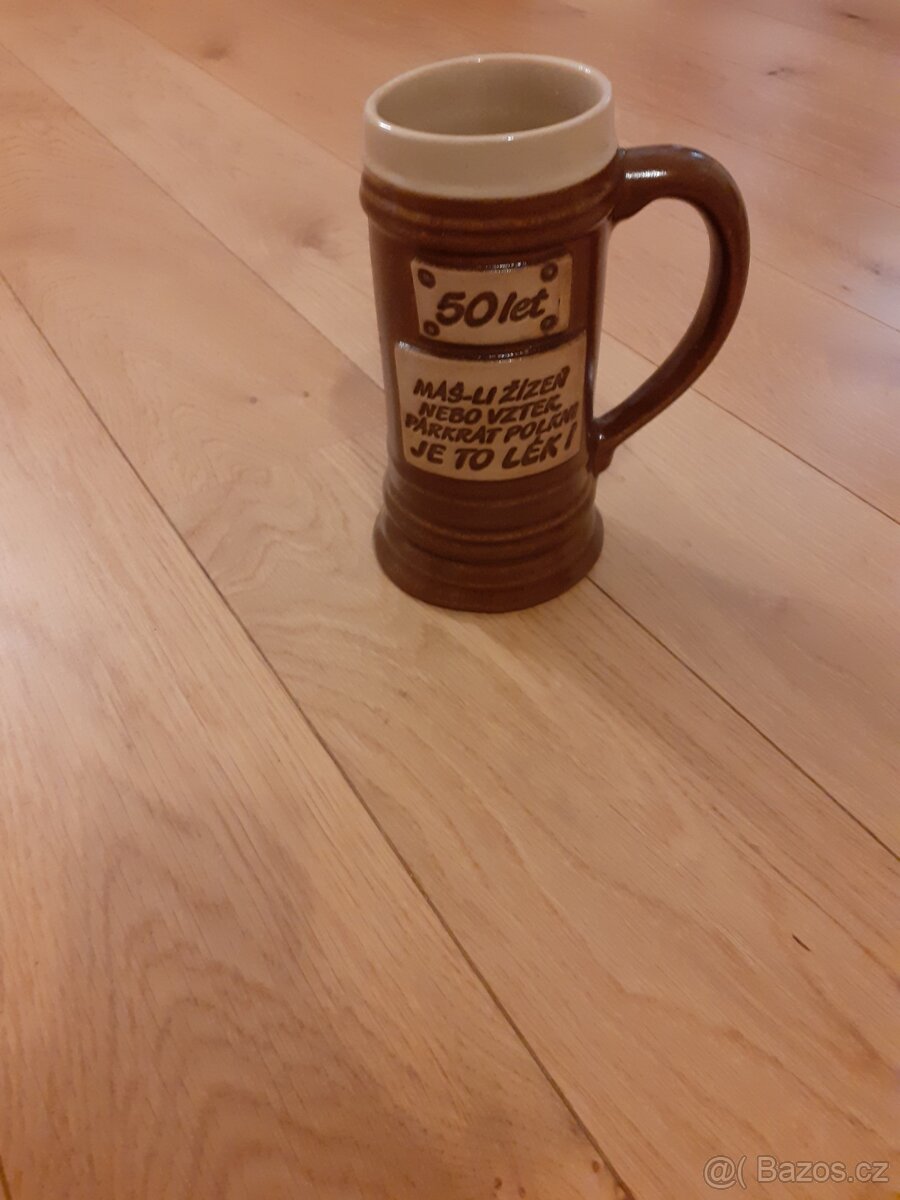 50 let
MÁŠ-LI ŽÍZEŇ
NEBO VZTEK
PÁRKRÁT POLKNI
JE TO LÉK!
@( Bazos.cz